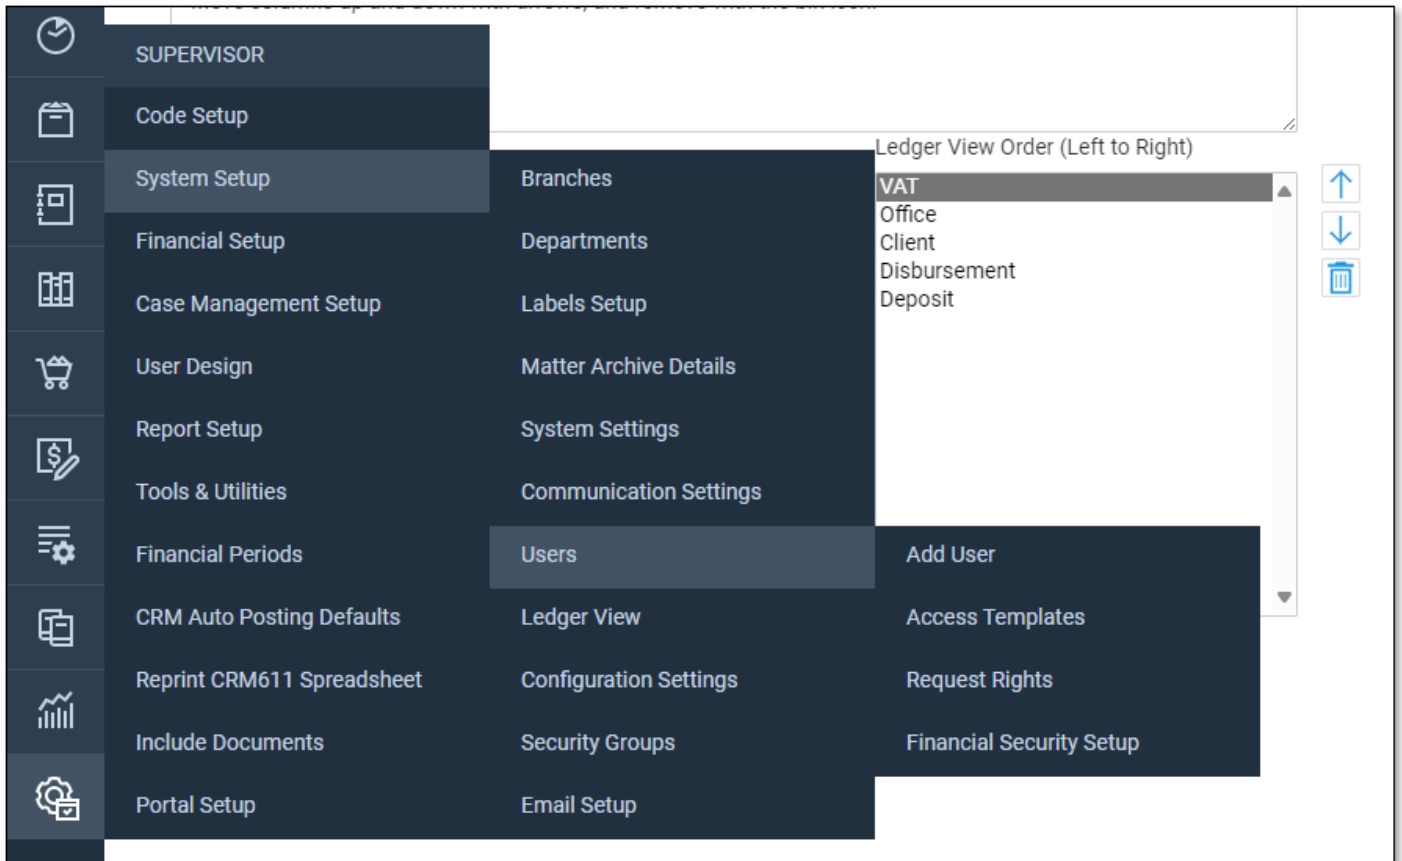 SUPERVISOR
Code Setup
System Setup
Financial Setup
Case Management Setup
User Design
Report Setup
Tools & Utilities
Financial Periods
CRM Auto Posting Defaults
Reprint CRM611 Spreadsheet
Include Documents
Portal Setup
Branches
Departments
Labels Setup
Matter Archive Details
System Settings
Communication Settings
Users
Ledger View
Configuration Settings
Security Groups
Email Setup
Add User
Access Templates
Request Rights
Financial Security Setup
Ledger View Order (Left to Right)
VAT
Office
Client
Disbursement
Deposit